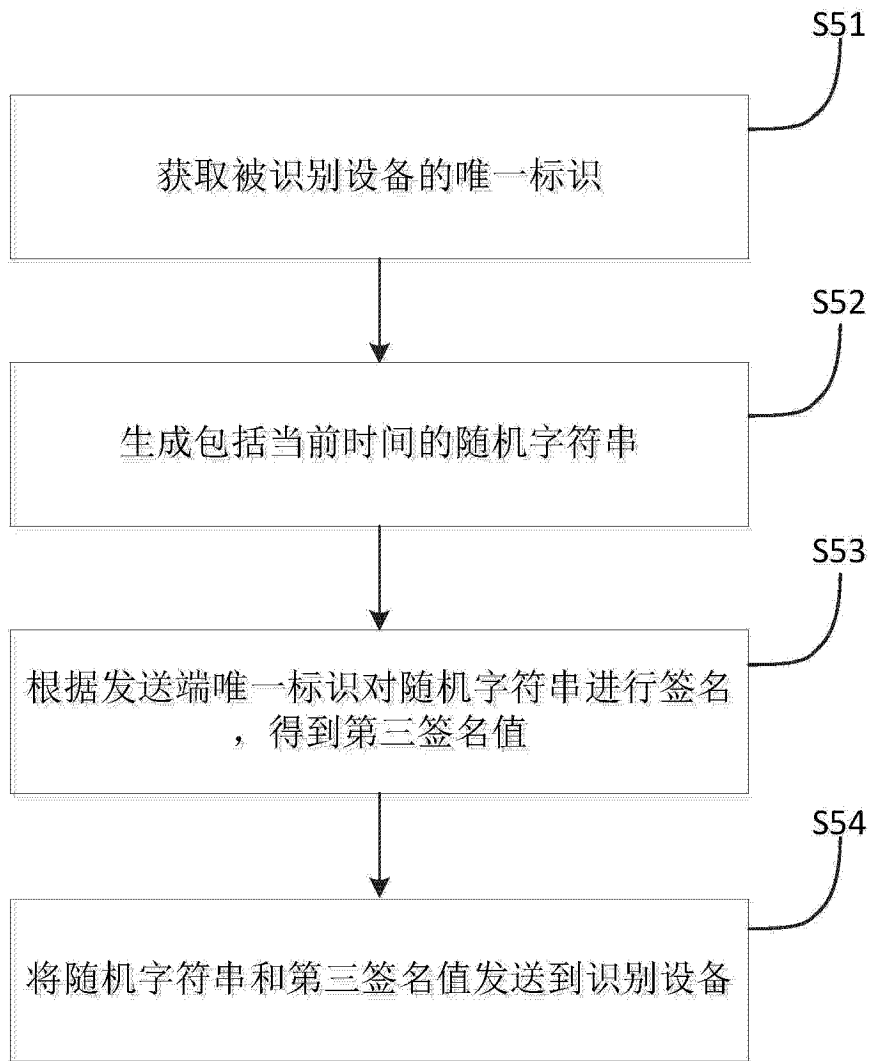 S51
获取被识别设备的唯一标识
S52
生成包括当前时间的随机字符串
S53
根据发送端唯一标识对随机字符串进行签名
，得到第三签名值
S54
将随机字符串和第三签名值发送到识别设备